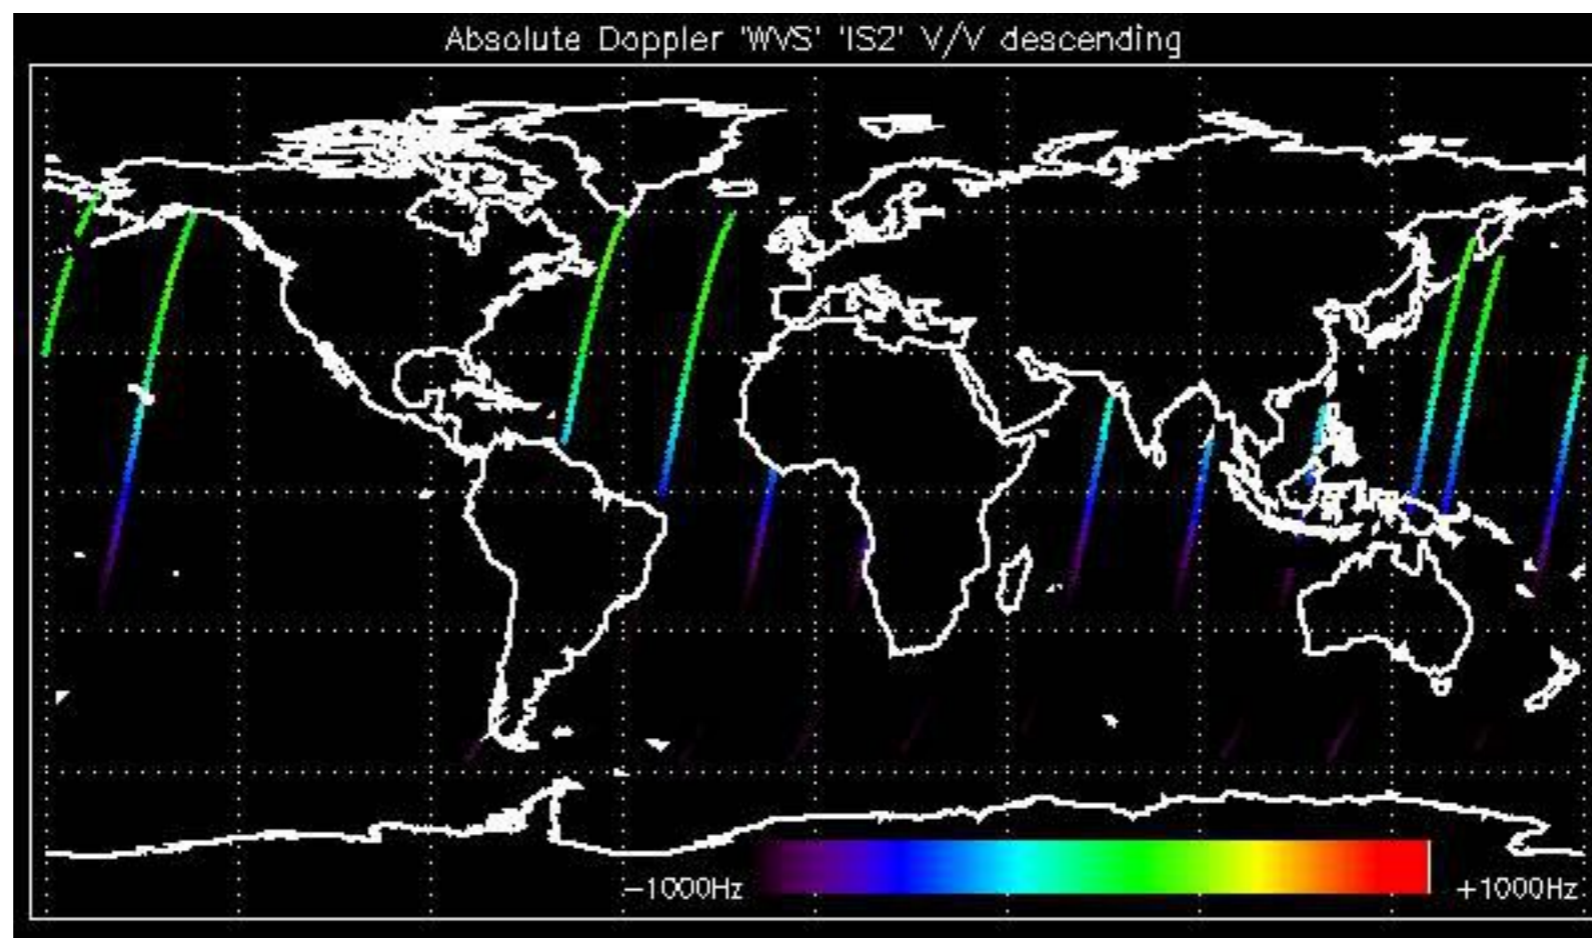 Absolute Doppler 'WVS' 'IS2' V/V descending
−1000Hz
+1000Hz